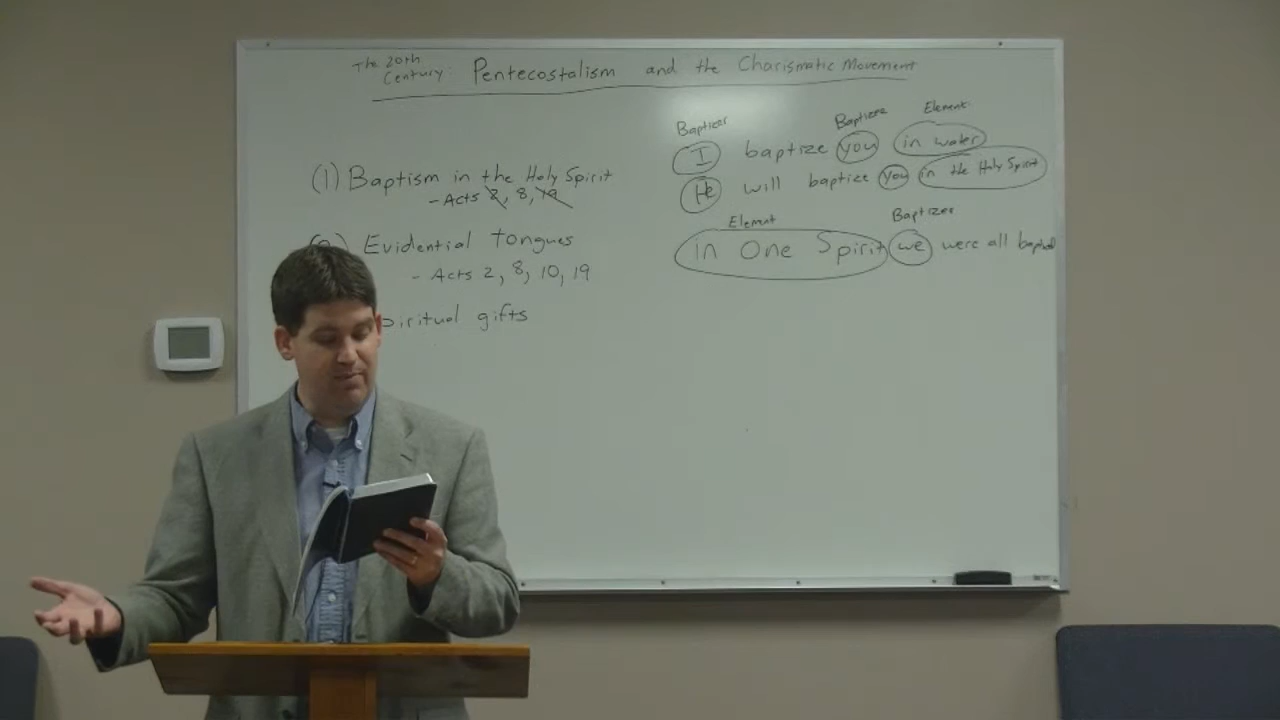 The 20th
Century: Pentecostalism and the Charismatic Movement
(1) Baptism in the Holy Spirit
- Acts 2, 8, 19
Evidential Tongues
- Acts 2, 8, 10, 19
piritual gifts
Baptizer Baptizee Element
I baptize you in water
He will baptize you in the Holy Spirit
Element Baptizee
In One Spirit we were all baptized